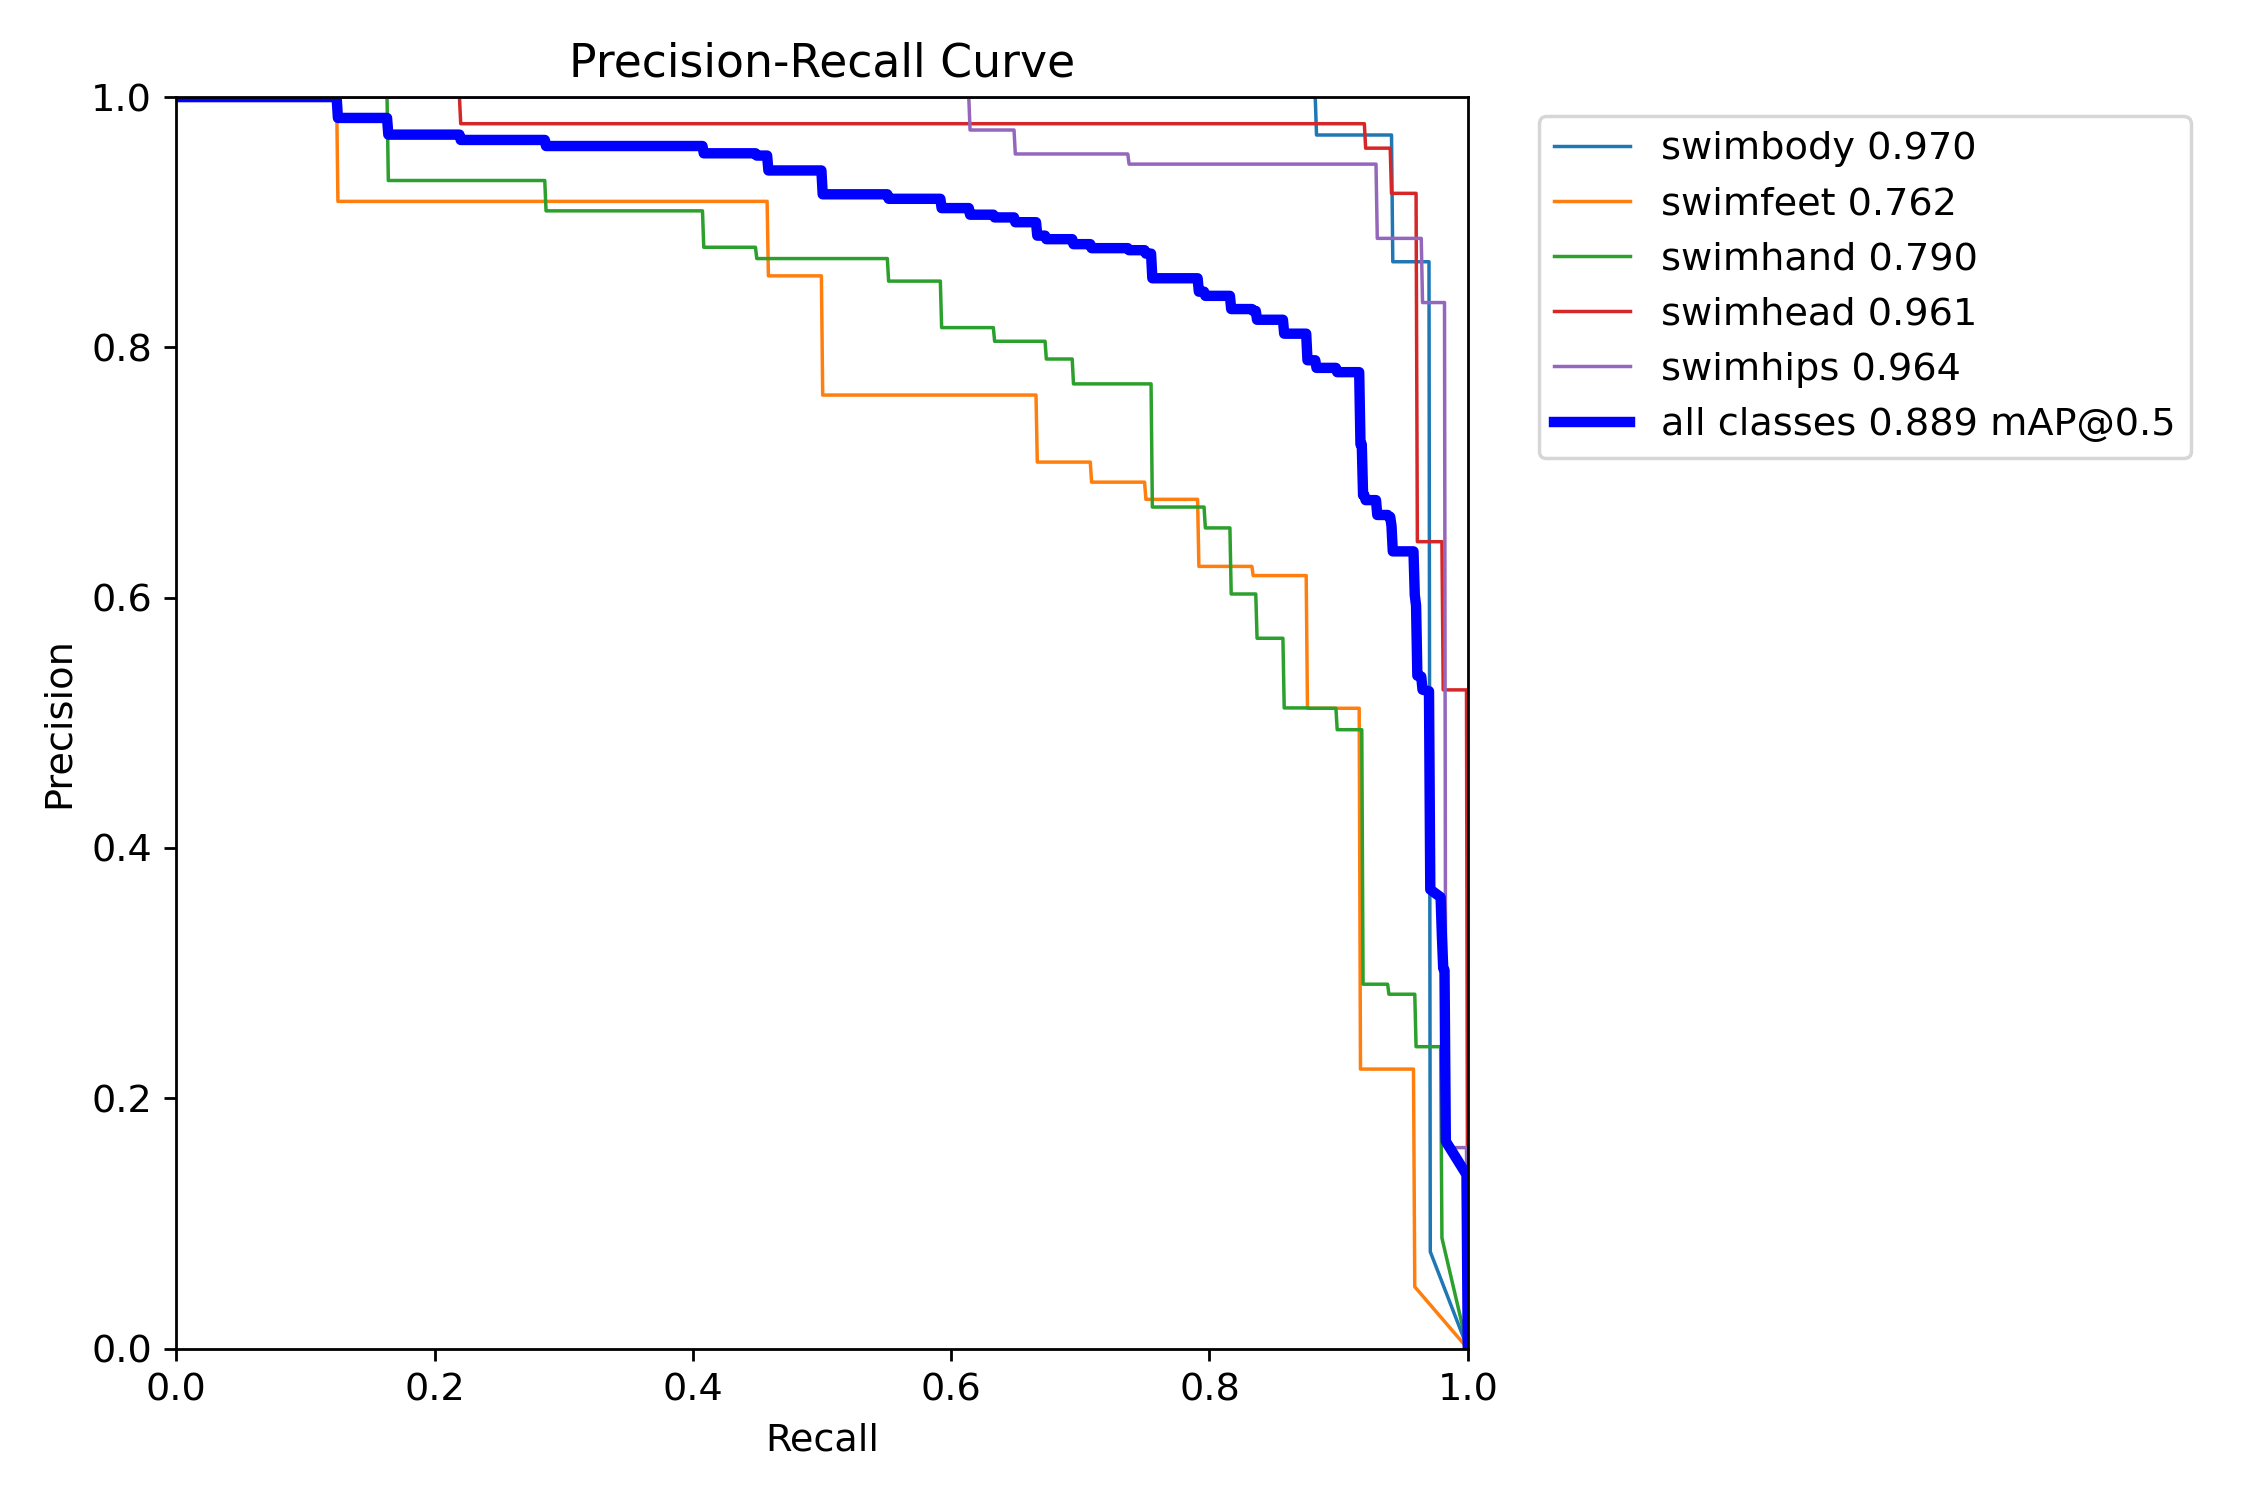 Precision-Recall Curve
1.0
0.8
0.6
0.4
0.2
0.0
Precision
0.0 0.2 0.4 0.6 0.8 1.0
Recall
swimbody 0.970
swimfeet 0.762
swimhand 0.790
swimhead 0.961
swimhips 0.964
all classes 0.889 mAP@0.5